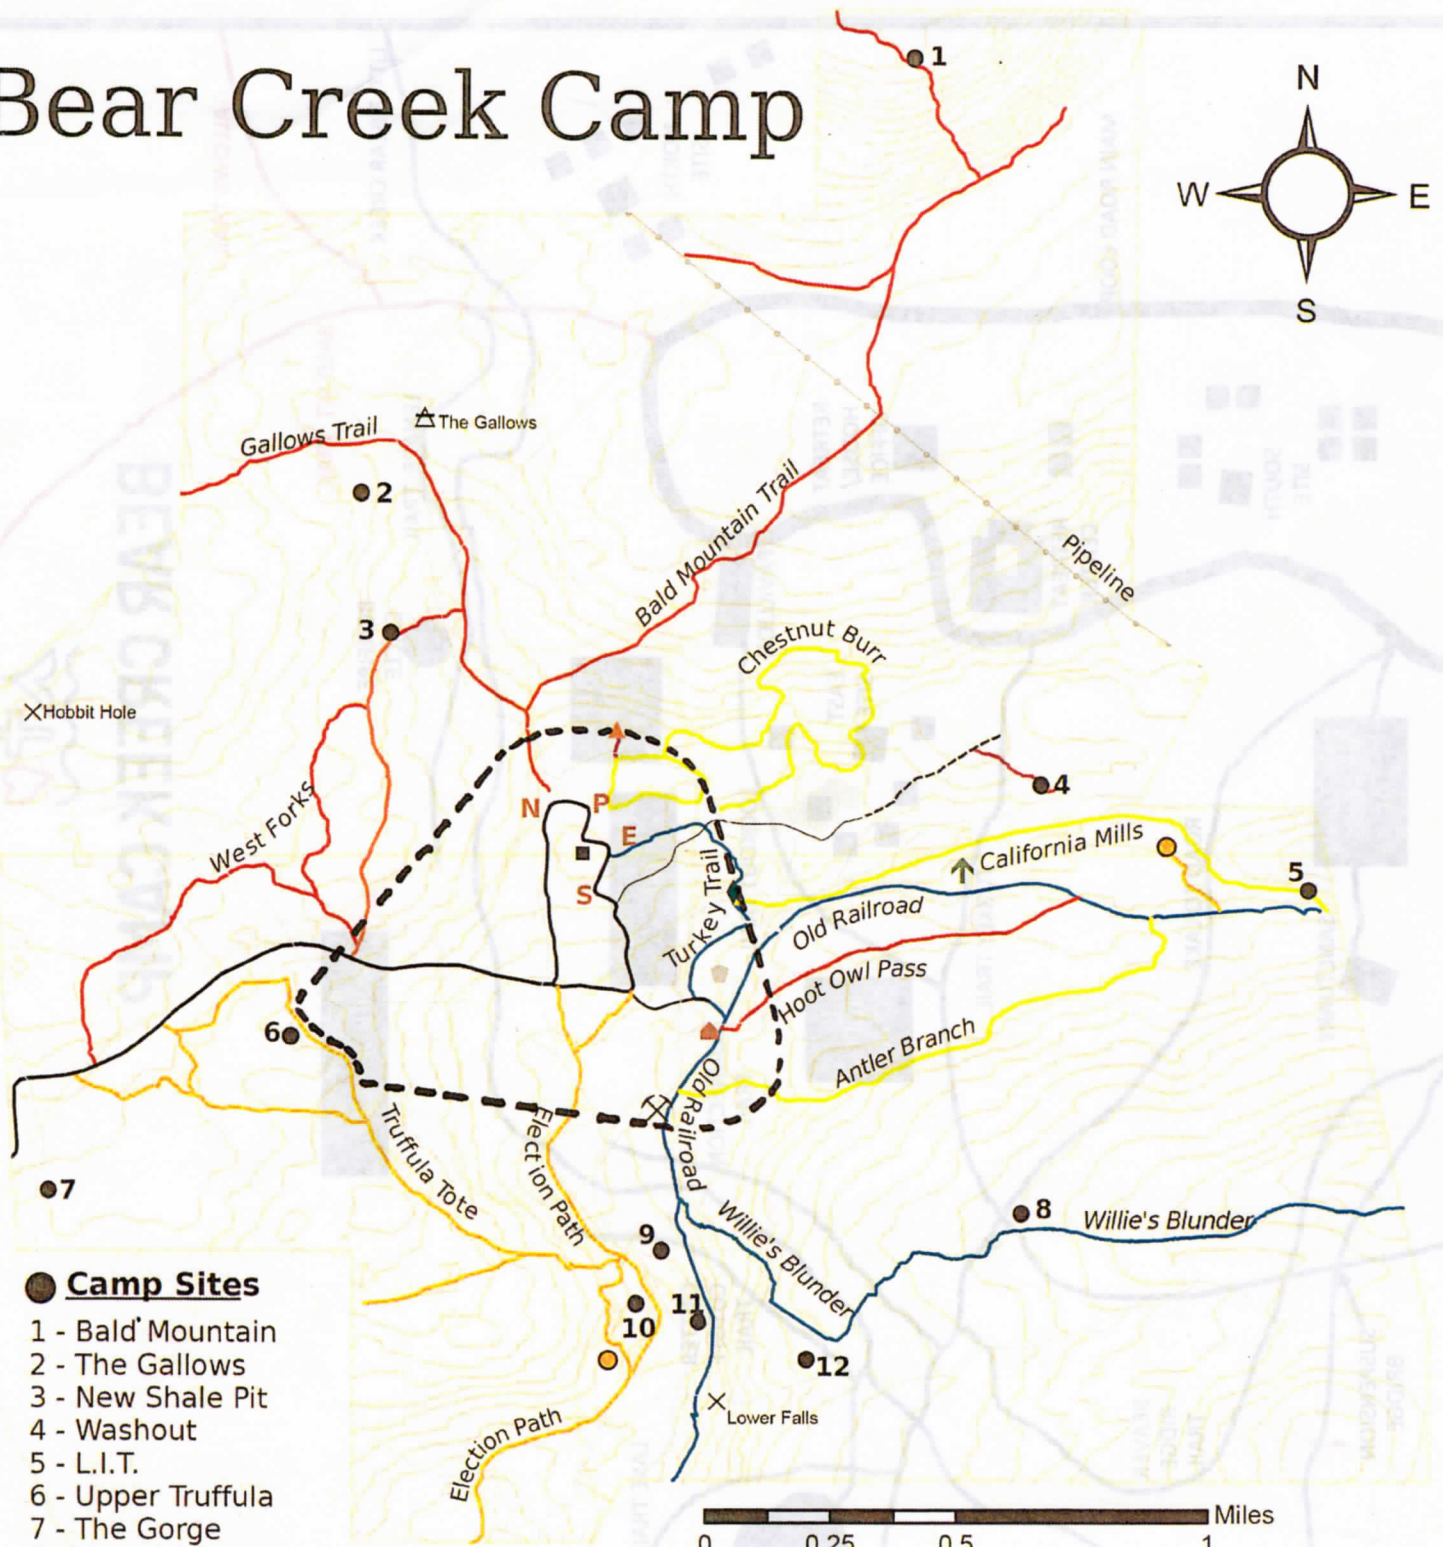 Bear Creek Camp
1
N
W
E
S
Gallows Trail
The Gallows
2
Bald Mountain Trail
Pipeline
3
Chestnut Burr
Hobbit Hole
4
West Forks
N
P
E
S
California Mills
5
Turkey Trail
Old Railroad
Hoot Owl Pass
6
Antler Branch
Old Railroad
Truffula Tote
Election Path
7
8
Willie's Blunder
9
Willie's Blunder
10
11
12
Lower Falls
Election Path
Camp Sites
1 - Bald Mountain
2 - The Gallows
3 - New Shale Pit
4 - Washout
5 - L.I.T.
6 - Upper Truffula
7 - The Gorge
Miles
0 0.25 0.5 1
BEAR CREEK CAMP